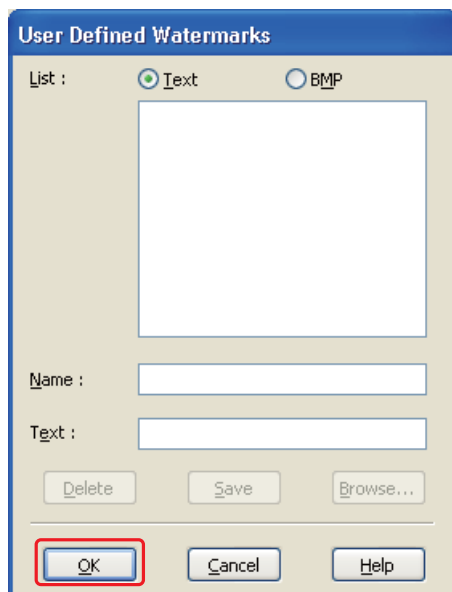 User Defined Watermarks
List : Text BMP
Name :
Text :
Delete Save Browse...
OK Cancel Help